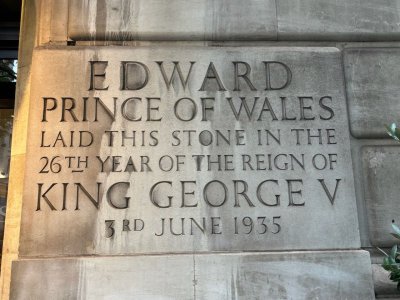 EDWARD
PRINCE OF WALES
LAID THIS STONE IN THE
26TH YEAR OF THE REIGN OF
KING GEORGE V
3RD JUNE 1935